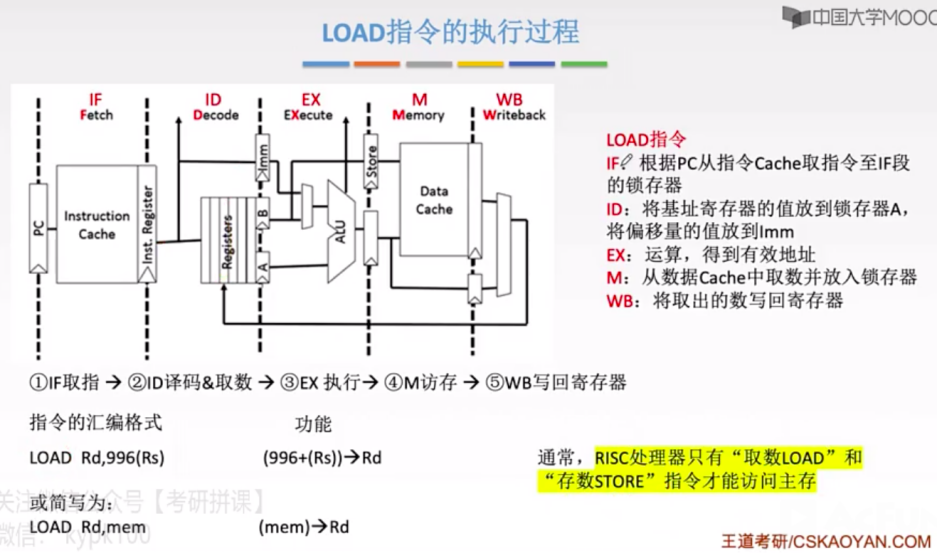 中国大学MOOC
LOAD指令的执行过程
IF
Fetch
ID
Decode
EX
EXecute
M
Memory
WB
Writeback
PC
Instruction
Cache
Inst. Register
Registers
Imm
B
A
ALU
Store
Data
Cache
LOAD指令
IF：根据PC从指令Cache取指令至IF段
的锁存器
ID：将基址寄存器的值放到锁存器A，
将偏移量的值放到Imm
EX：运算，得到有效地址
M：从数据Cache中取数并放入锁存器
WB：将取出的数写回寄存器
①IF取指 → ②ID译码&取数 → ③EX 执行→ ④M访存 → ⑤WB写回寄存器
指令的汇编格式 功能
LOAD Rd,996(Rs) (996+(Rs))→Rd
通常，RISC处理器只有“取数LOAD”和
“存数STORE”指令才能访问主存
众号【考研拼课】
或简写为:
微信: kypk100
LOAD Rd,mem (mem)→Rd
王道考研/CSKAOYAN.COM